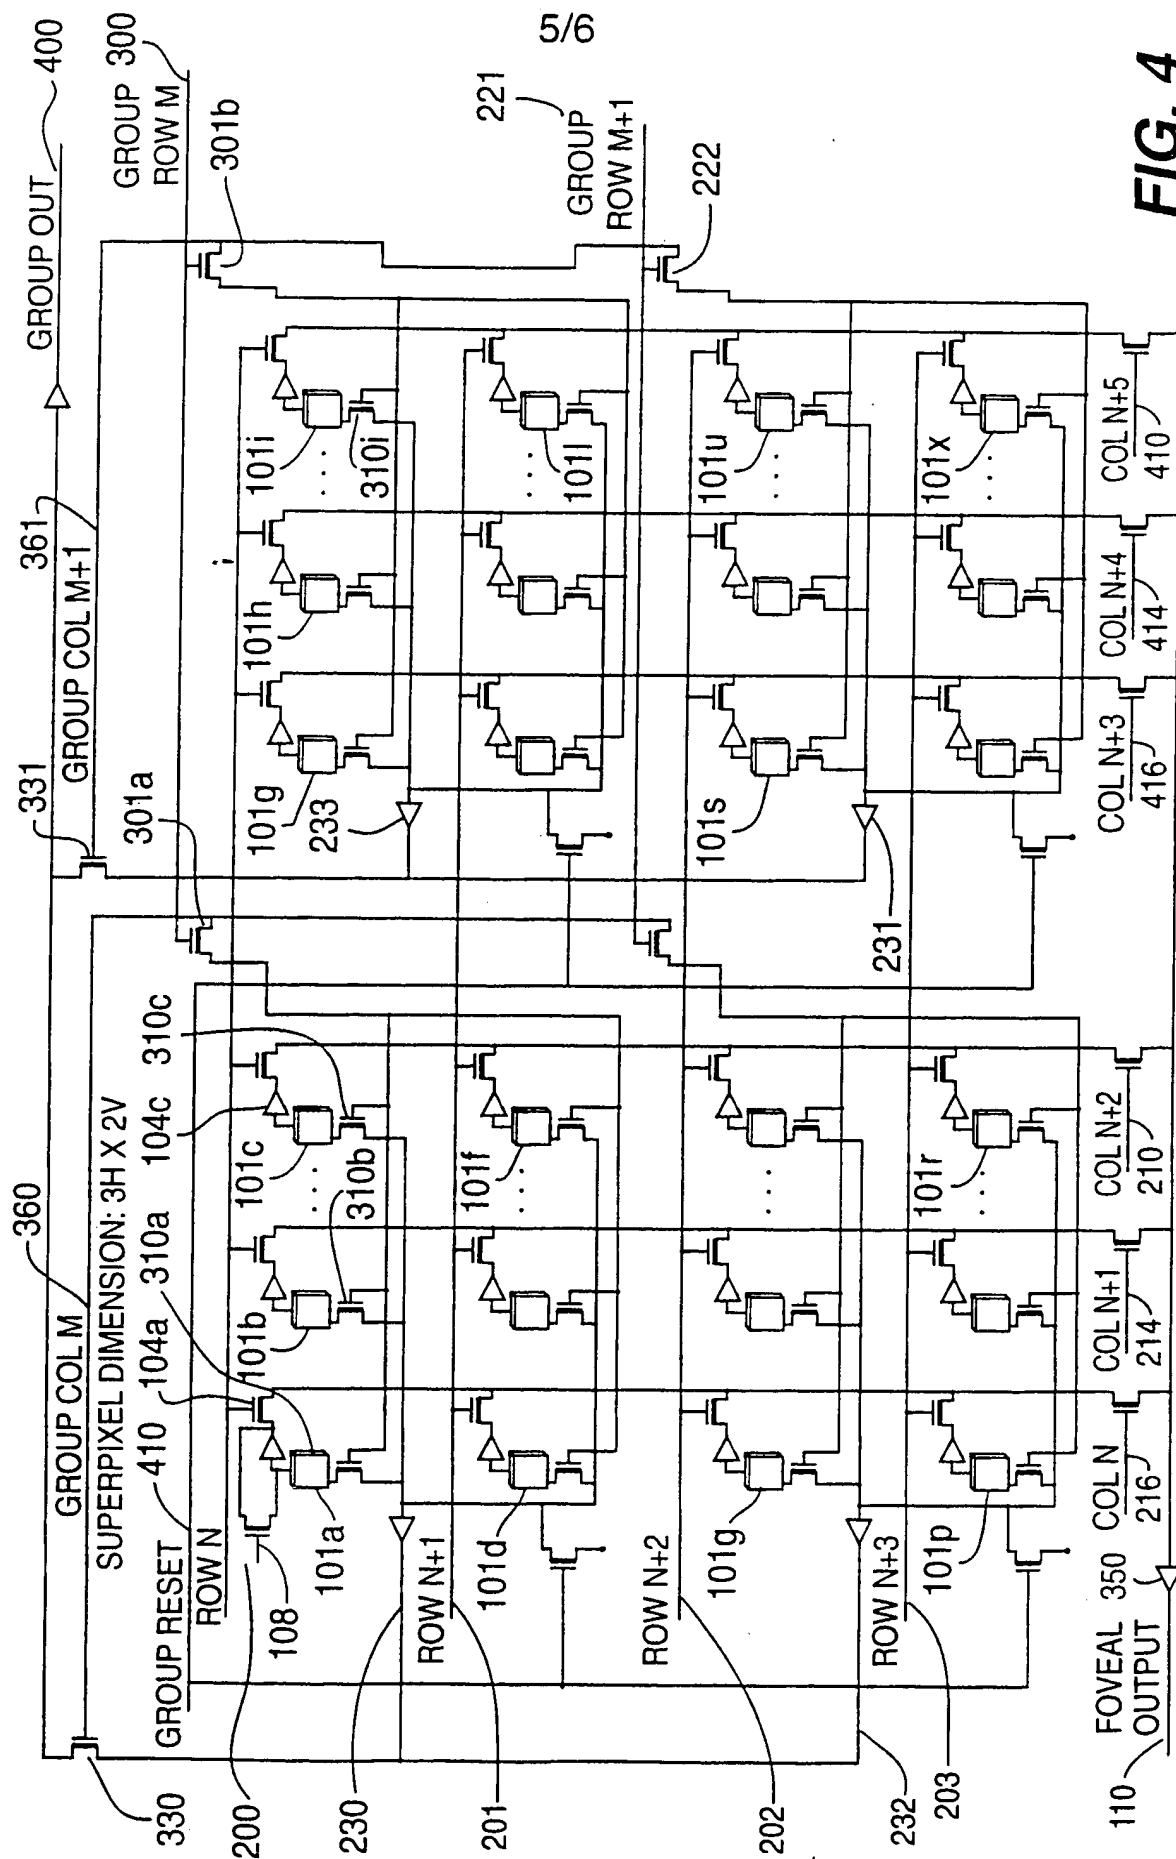 5/6
GROUP OUT 400
GROUP 300
ROW M
301b
221
GROUP
ROW M+1
222
361
GROUP COL M+1
331
301a
101i
310i
101h
101g
233
101l
101u
101s
231
101x
COL N+5
410
COL N+4
414
COL N+3
416
360
GROUP COL M
SUPERPIXEL DIMENSION: 3H X 2V
330
GROUP RESET
410
ROW N
104a
310a
104c
310c
101c
310b
101b
101a
108
200
230
ROW N+1
201
101d
101f
ROW N+2
202
101g
232
ROW N+3
203
101p
101r
COL N+2
210
COL N+1
214
COL N
216
FOVEAL 350
OUTPUT
110
FIG. 4